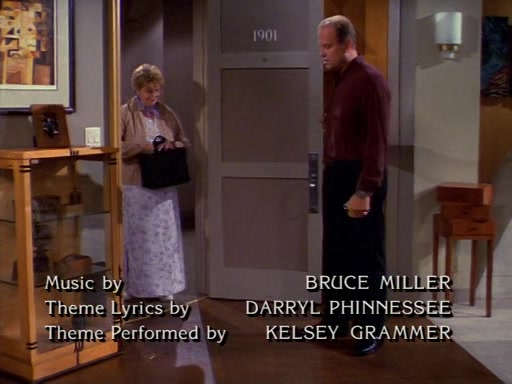 1901
Music by BRUCE MILLER
Theme Lyrics by DARRYL PHINNESSEE
Theme Performed by KELSEY GRAMMER